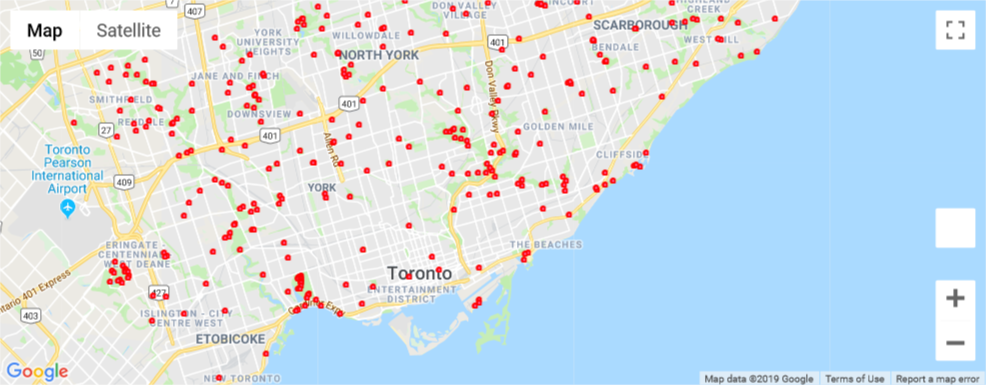 Map
Satellite
7
407
50
DON VALLEY
VILLAGE
HIGHLAND
CREEK
YORK
UNIVERSITY
HEIGHTS
WILLOWDALE
SCARBOROUGH
WEST HILL
NORTH YORK
401
BENDALE
JANE AND FINCH
SMITHFIELD
401
DOWNSVIEW
Don Valley Pkwy
REXDALE
27
401
GOLDEN MILE
Allen Rd
Toronto
Pearson
International
Airport
CLIFFSIDE
409
YORK
ERINGATE -
CENTENNIAL -
WEST DEANE
THE BEACHES
Toronto
Ontario 401 Express
427
ENTERTAINMENT
DISTRICT
403
ISLINGTON - CITY
CENTRE WEST
ETOBICOKE
Google
NEW TORONTO
Map data ©2019 Google
Terms of Use
Report a map error